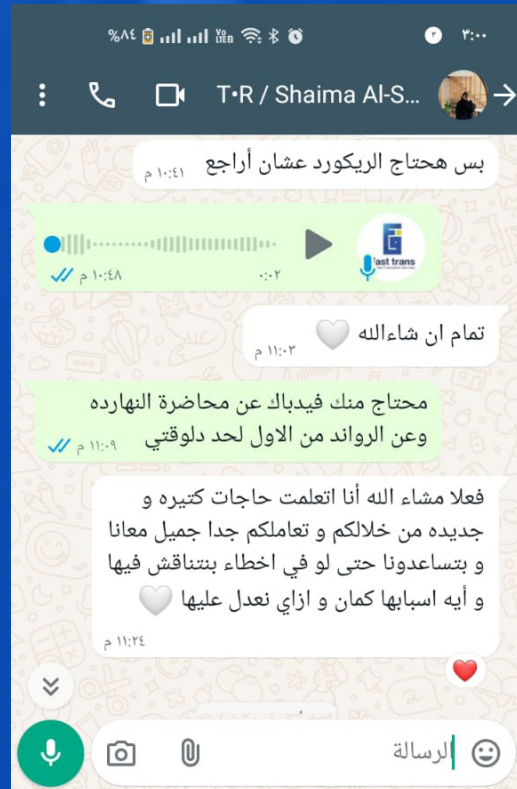 %٨٤
٣
٣:٠٠
T•R / Shaima Al-S...
بس هحتاج الريكورد عشان أراجع
١٠:٤١ م
٠:٠٢
١٠:٤٨ م
ast trans
تمام ان شاءالله 🤍
١١:٠٣ م
محتاج منك فيدباك عن محاضرة النهارده
وعن الرواند من الاول لحد دلوقتي
١١:٠٩ م
فعلا مشاء الله أنا اتعلمت حاجات كتيره و
جديده من خلالكم و تعاملكم جدا جميل معانا
و بتساعدونا حتى لو في اخطاء بنتناقش فيها
و أيه اسبابها كمان و ازاي نعدل عليها 🤍
١١:٢٤ م
الرسالة